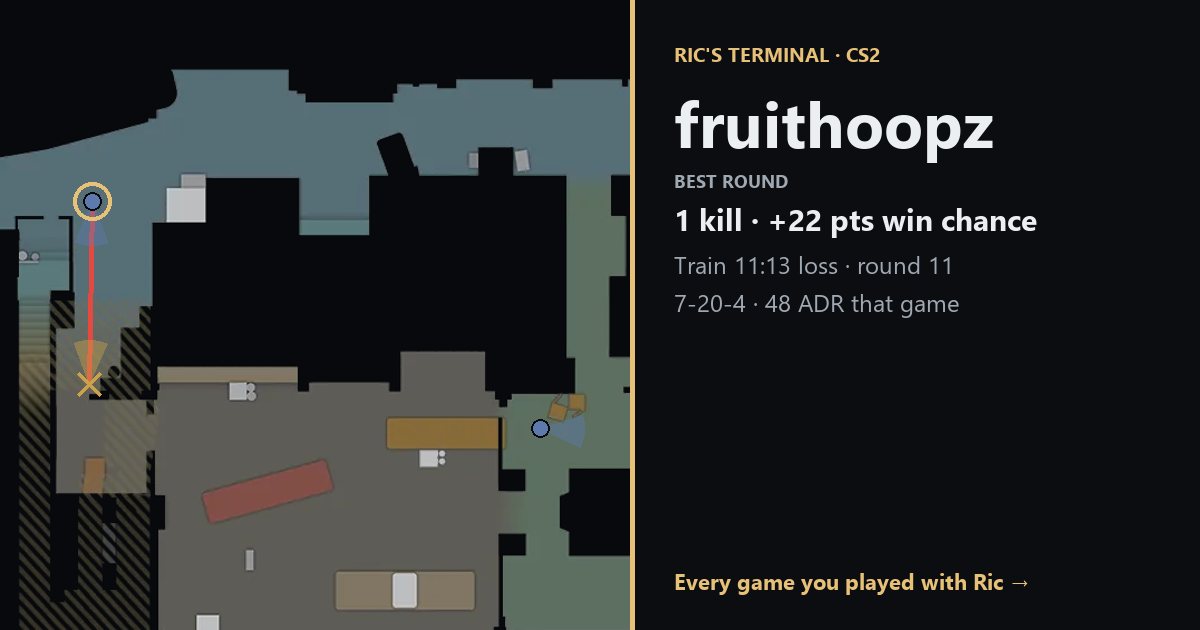 RIC'S TERMINAL · CS2
fruithoopz
BEST ROUND
1 kill · +22 pts win chance
Train 11:13 loss · round 11
7-20-4 · 48 ADR that game
Every game you played with Ric →